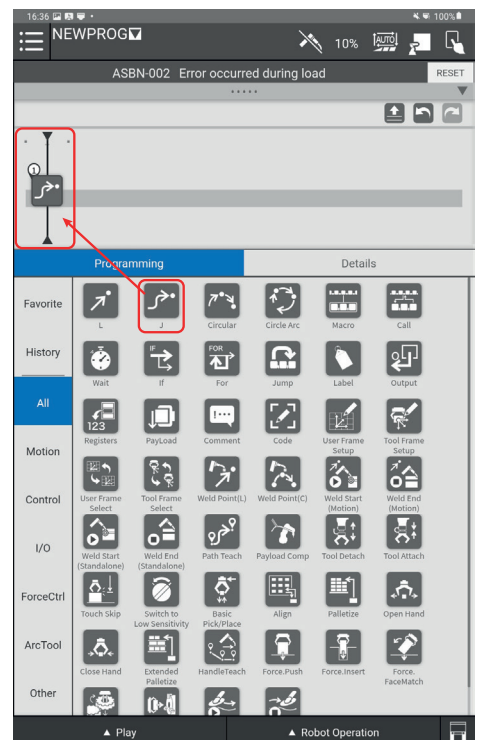 16:36
100%
NEWPROG
10%
AUTO
ASBN-002 Error occurred during load
RESET
1
Programming
Details
Favorite
History
All
Motion
Control
I/O
ForceCtrl
ArcTool
Other
L
J
Circular
Circle Arc
Macro
Call
IF
FOR
Wait
If
For
Jump
Label
Output
123
Registers
PayLoad
Comment
Code
User Frame
Setup
Tool Frame
Setup
User Frame
Select
Tool Frame
Select
Weld Point(L)
Weld Point(C)
Weld Start
(Motion)
Weld End
(Motion)
Weld Start
(Standalone)
Weld End
(Standalone)
Path Teach
Payload Comp
Tool Detach
Tool Attach
Touch Skip
Switch to
Low Sensitivity
Basic
Pick/Place
Align
Palletize
Open Hand
Close Hand
Extended
Palletize
HandleTeach
Force.Push
Force.Insert
Force.
FaceMatch
Play
Robot Operation